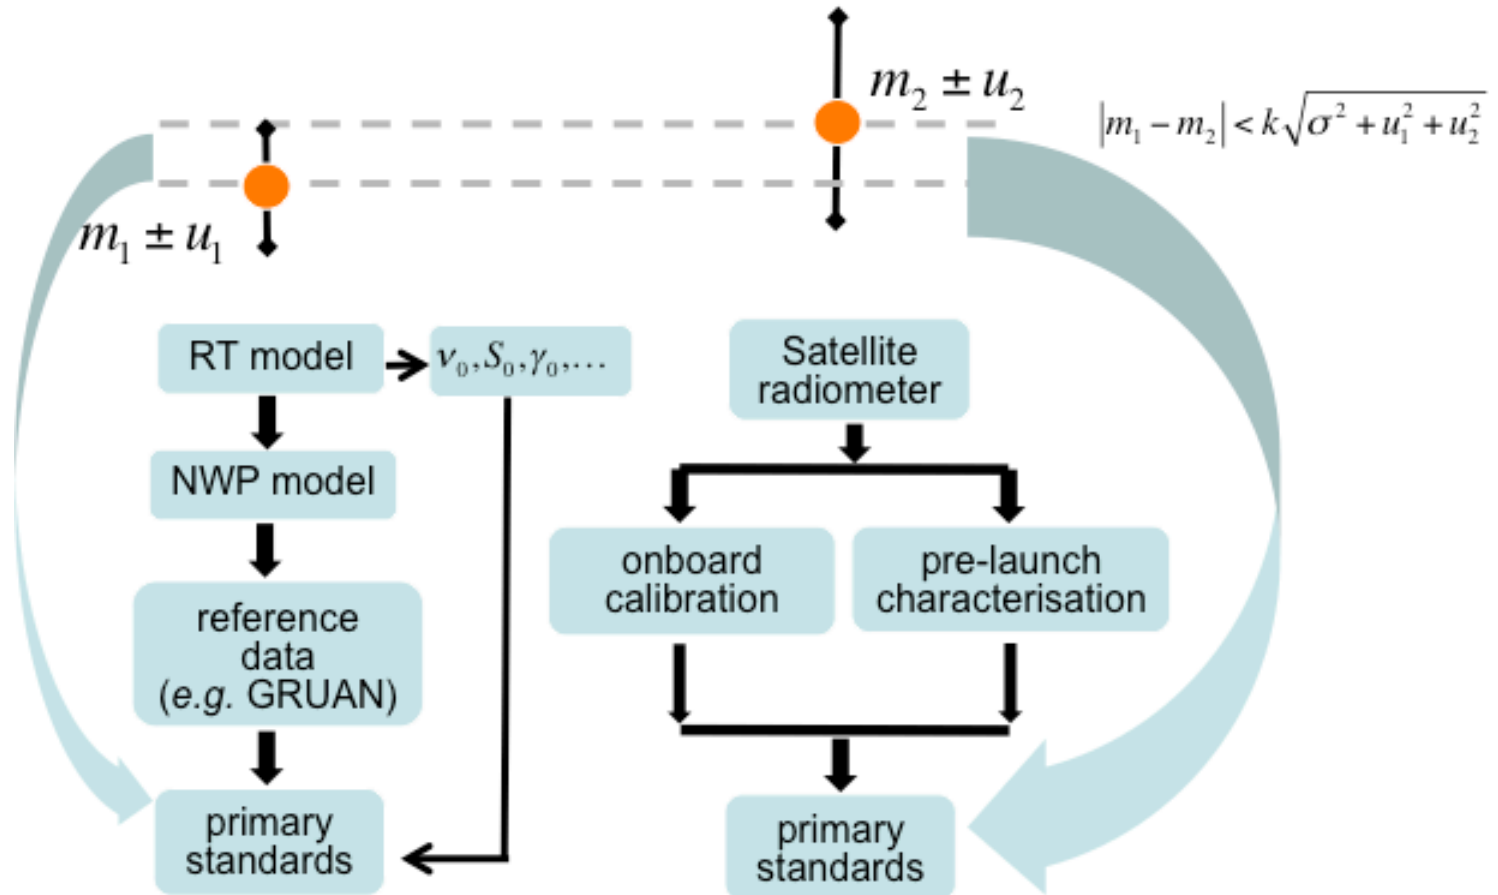 m₂ ± u₂
|m₁ − m₂| < k√(σ² + u₁² + u₂²)
m₁ ± u₁
RT model
ν₀,S₀,γ₀,…
NWP model
reference
data
(e.g. GRUAN)
primary
standards
Satellite
radiometer
onboard
calibration
pre-launch
characterisation
primary
standards